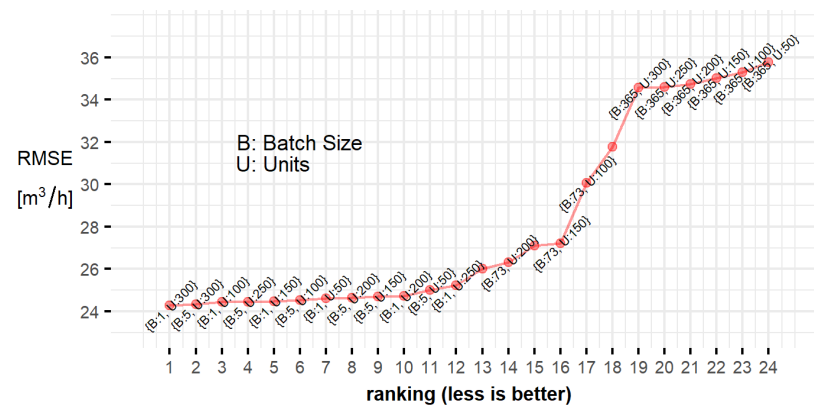 36
34
32
30
28
26
24
RMSE
[m³/h]
B: Batch Size
U: Units
{B:1, U:300}
{B:5, U:300}
{B:1, U:100}
{B:5, U:250}
{B:1, U:150}
{B:5, U:100}
{B:1, U:50}
{B:5, U:200}
{B:5, U:150}
{B:1, U:200}
{B:5, U:50}
{B:1, U:250}
{B:73, U:200}
{B:73, U:150}
{B:73, U:100}
{B:365, U:300}
{B:365, U:250}
{B:365, U:200}
{B:365, U:150}
{B:365, U:100}
{B:365, U:50}
1 2 3 4 5 6 7 8 9 10 11 12 13 14 15 16 17 18 19 20 21 22 23 24
ranking (less is better)